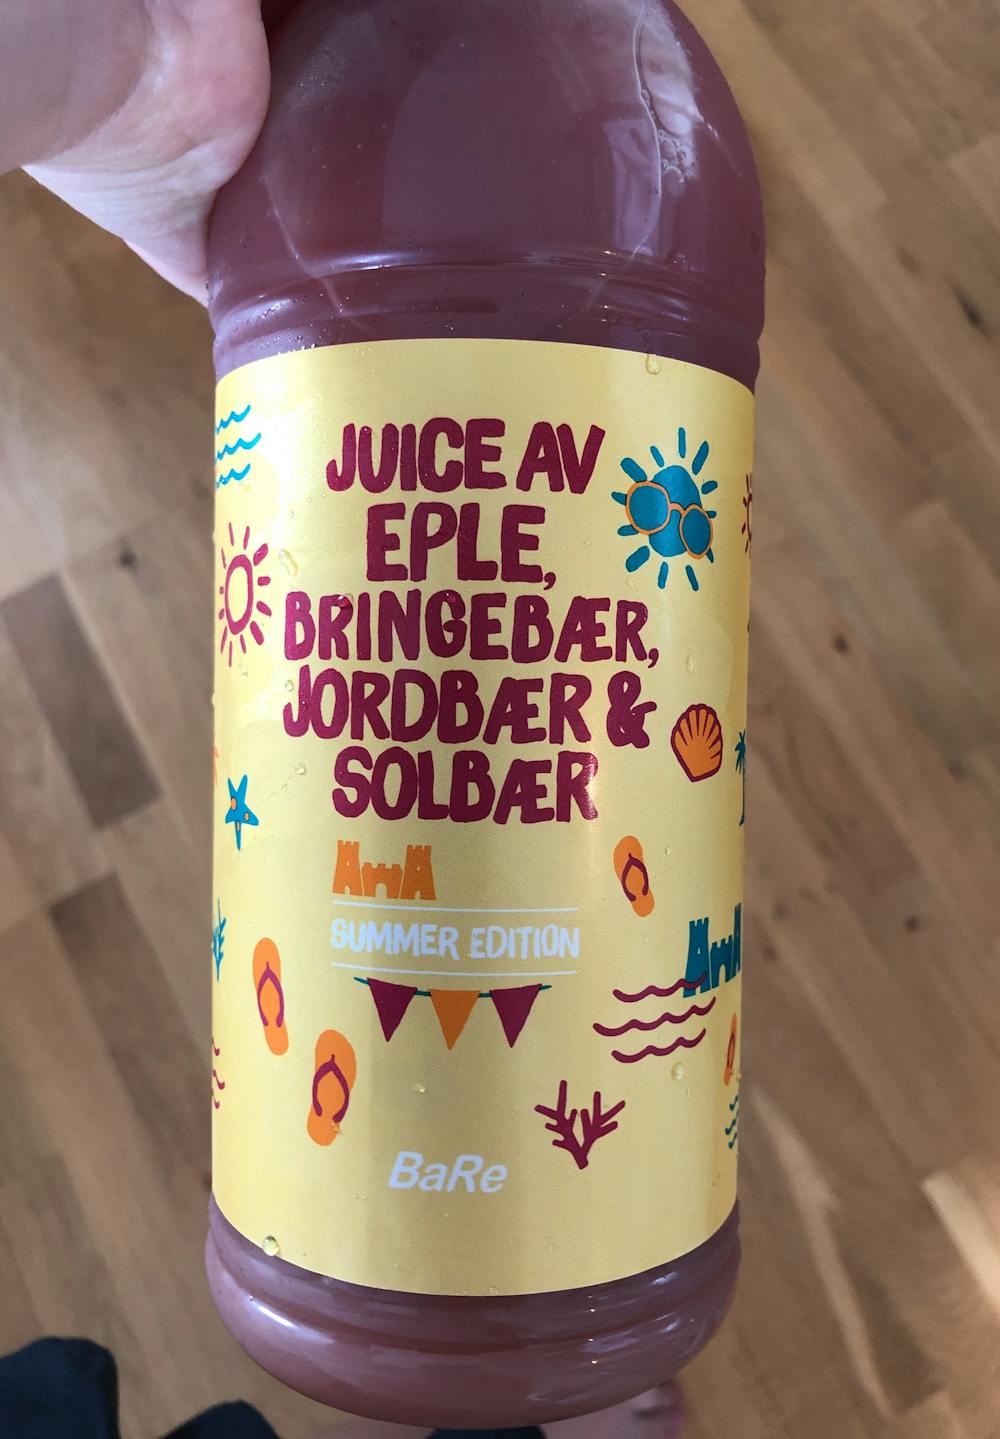 JUICE AV
EPLE,
BRINGEBÆR,
JORDBÆR &
SOLBÆR
SUMMER EDITION
BaRe